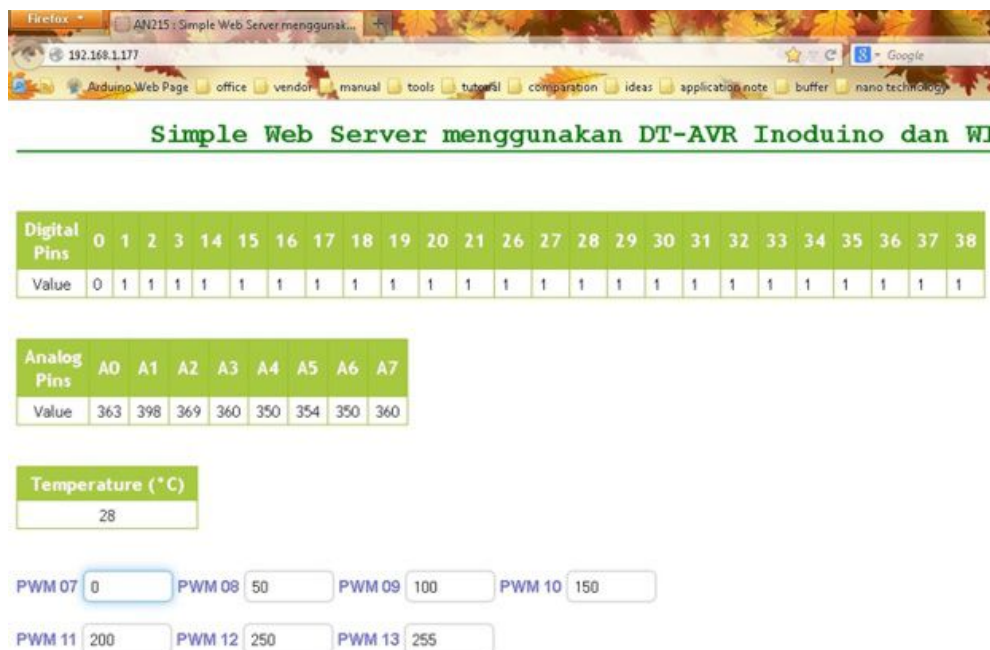 Firefox
AN215 : Simple Web Server menggunak...
192.168.1.177
Google
Arduino Web Page office vendor manual tools tutorial comparation ideas application note buffer nano technology
Simple Web Server menggunakan DT-AVR Inoduino dan WI
Digital Pins 0 1 2 3 14 15 16 17 18 19 20 21 26 27 28 29 30 31 32 33 34 35 36 37 38
Value 0 1 1 1 1 1 1 1 1 1 1 1 1 1 1 1 1 1 1 1 1 1 1 1 1
Analog Pins A0 A1 A2 A3 A4 A5 A6 A7
Value 363 398 369 360 350 354 350 360
Temperature (°C)
28
PWM 07 0 PWM 08 50 PWM 09 100 PWM 10 150
PWM 11 200 PWM 12 250 PWM 13 255